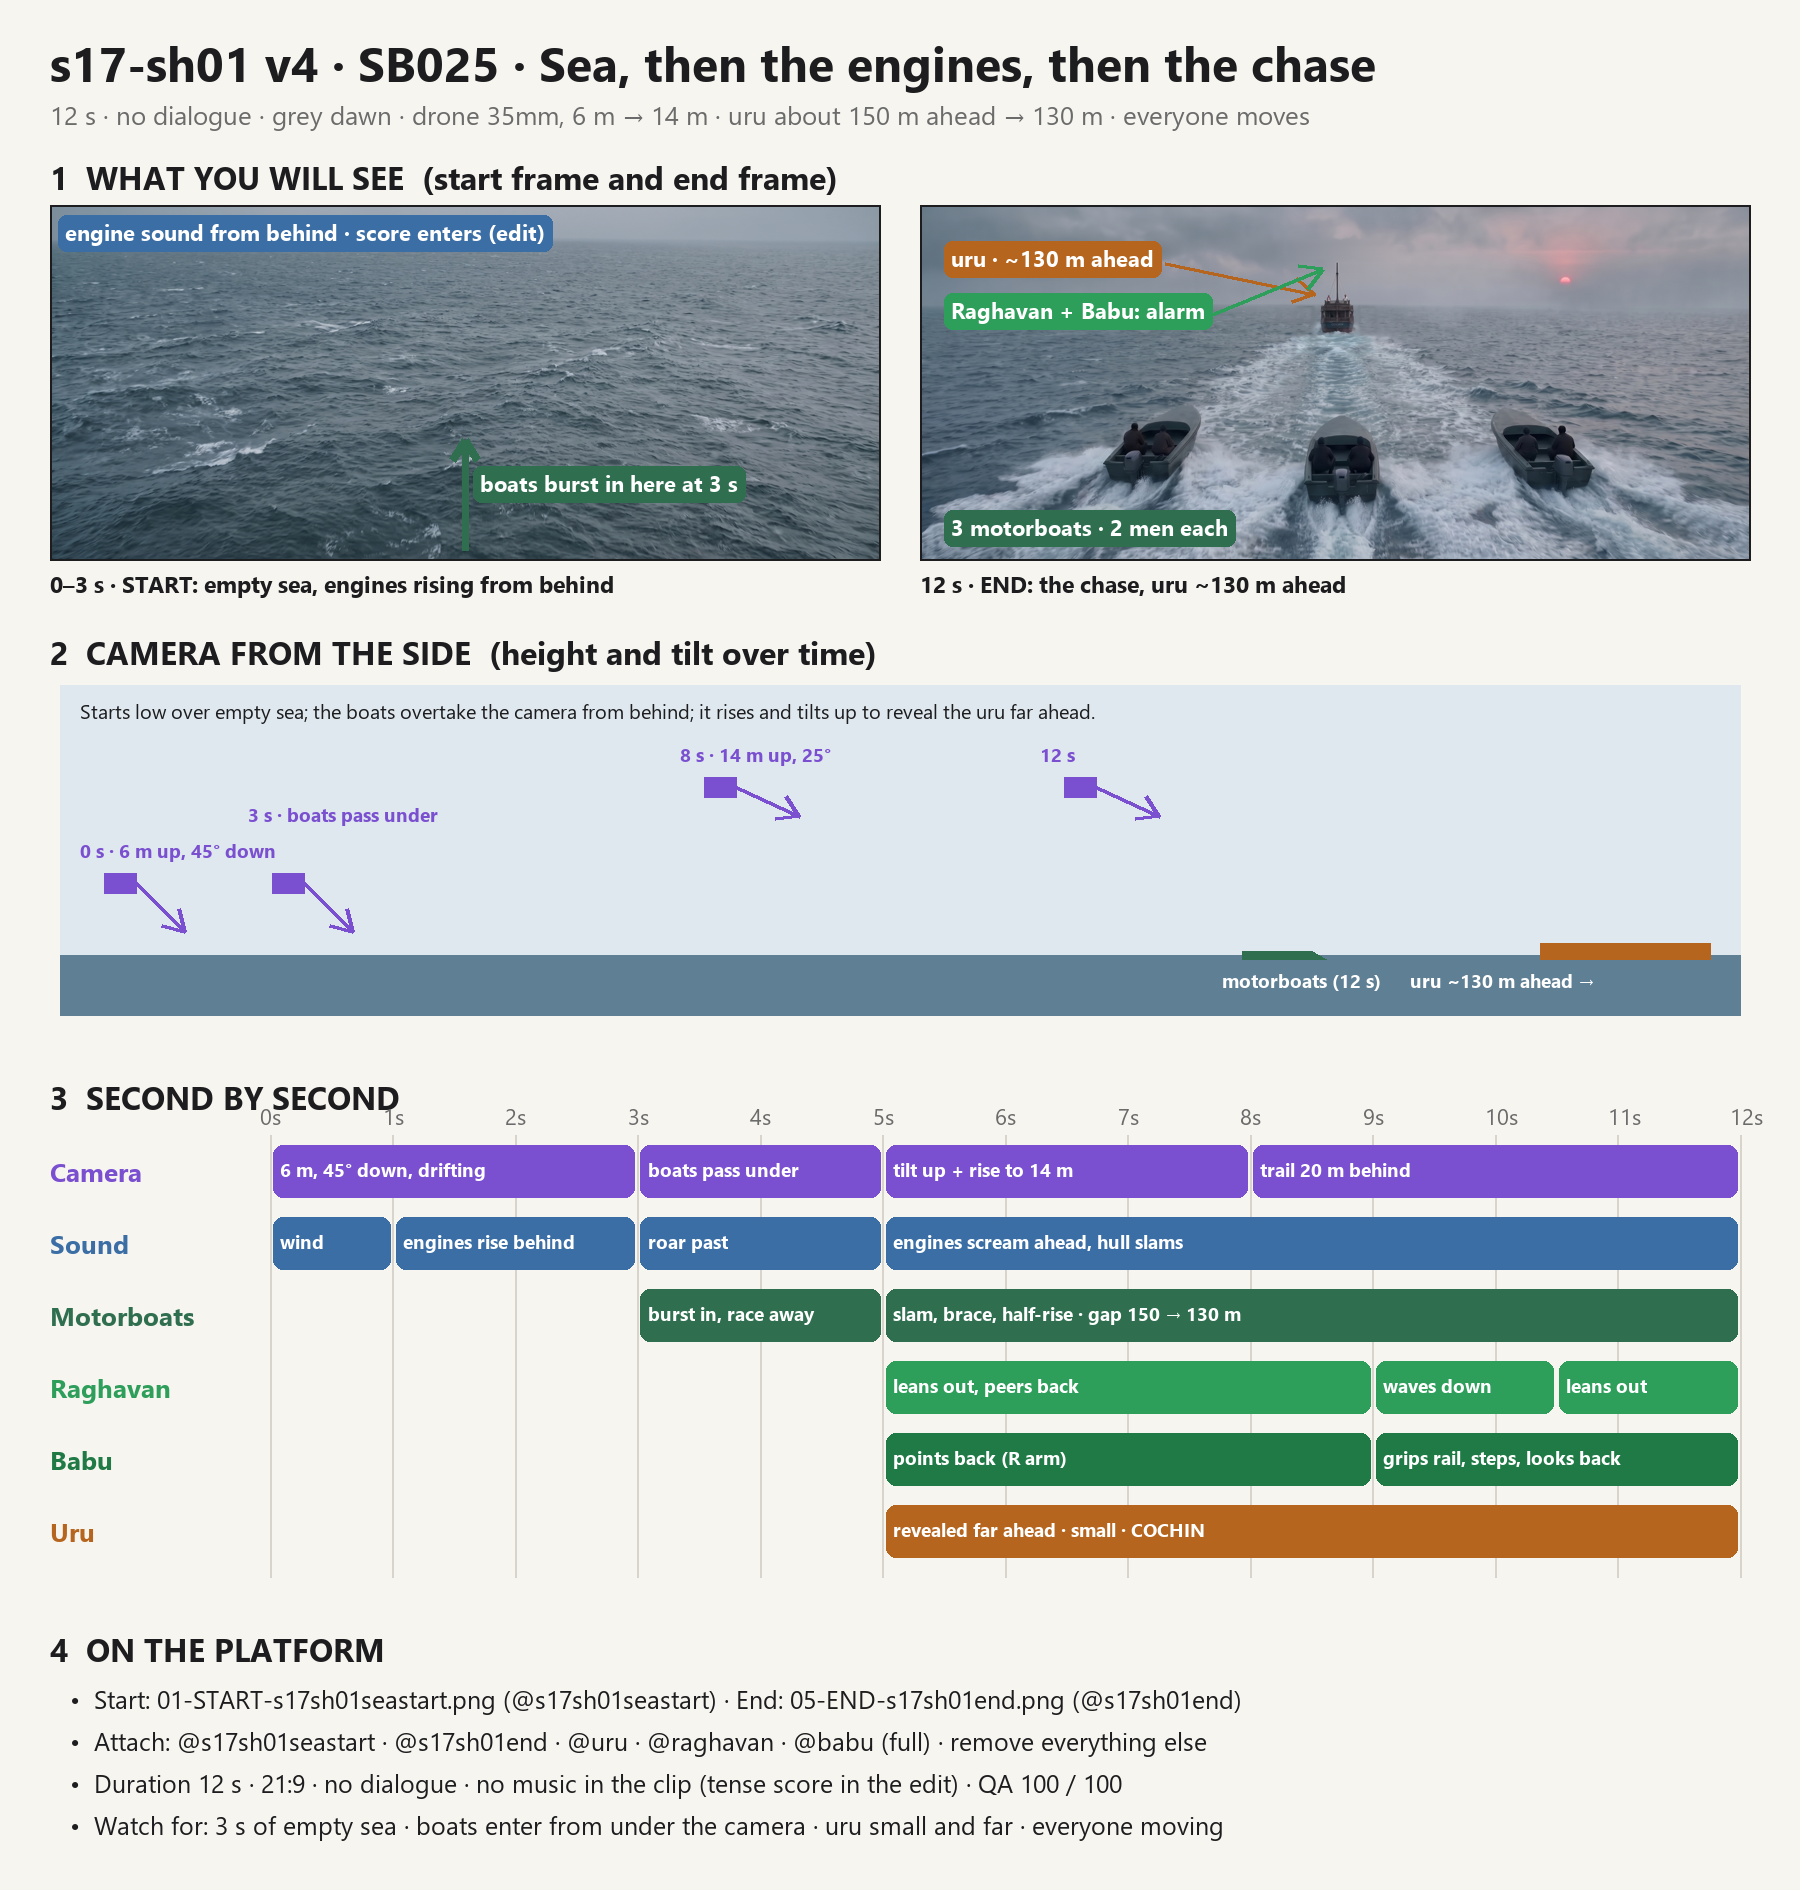 s17-sh01 v4 · SB025 · Sea, then the engines, then the chase
12 s · no dialogue · grey dawn · drone 35mm, 6 m → 14 m · uru about 150 m ahead → 130 m · everyone moves
1 WHAT YOU WILL SEE (start frame and end frame)
engine sound from behind · score enters (edit)
boats burst in here at 3 s
uru · ~130 m ahead
Raghavan + Babu: alarm
3 motorboats · 2 men each
0–3 s · START: empty sea, engines rising from behind
12 s · END: the chase, uru ~130 m ahead
2 CAMERA FROM THE SIDE (height and tilt over time)
Starts low over empty sea; the boats overtake the camera from behind; it rises and tilts up to reveal the uru far ahead.
8 s · 14 m up, 25°
12 s
3 s · boats pass under
0 s · 6 m up, 45° down
motorboats (12 s)
uru ~130 m ahead →
3 SECOND BY SECOND
0s 1s 2s 3s 4s 5s 6s 7s 8s 9s 10s 11s 12s
Camera
6 m, 45° down, drifting
boats pass under
tilt up + rise to 14 m
trail 20 m behind
Sound
wind
engines rise behind
roar past
engines scream ahead, hull slams
Motorboats
burst in, race away
slam, brace, half-rise · gap 150 → 130 m
Raghavan
leans out, peers back
waves down
leans out
Babu
points back (R arm)
grips rail, steps, looks back
Uru
revealed far ahead · small · COCHIN
4 ON THE PLATFORM
• Start: 01-START-s17sh01seastart.png (@s17sh01seastart) · End: 05-END-s17sh01end.png (@s17sh01end)
• Attach: @s17sh01seastart · @s17sh01end · @uru · @raghavan · @babu (full) · remove everything else
• Duration 12 s · 21:9 · no dialogue · no music in the clip (tense score in the edit) · QA 100 / 100
• Watch for: 3 s of empty sea · boats enter from under the camera · uru small and far · everyone moving